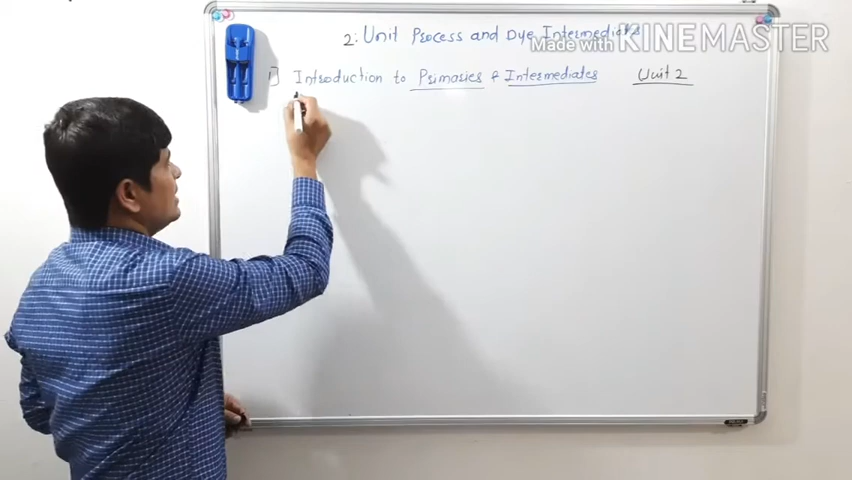 2: Unit Process and Dye Intermediates
Made with KINEMASTER
Introduction to Primaries & Intermediates Unit 2